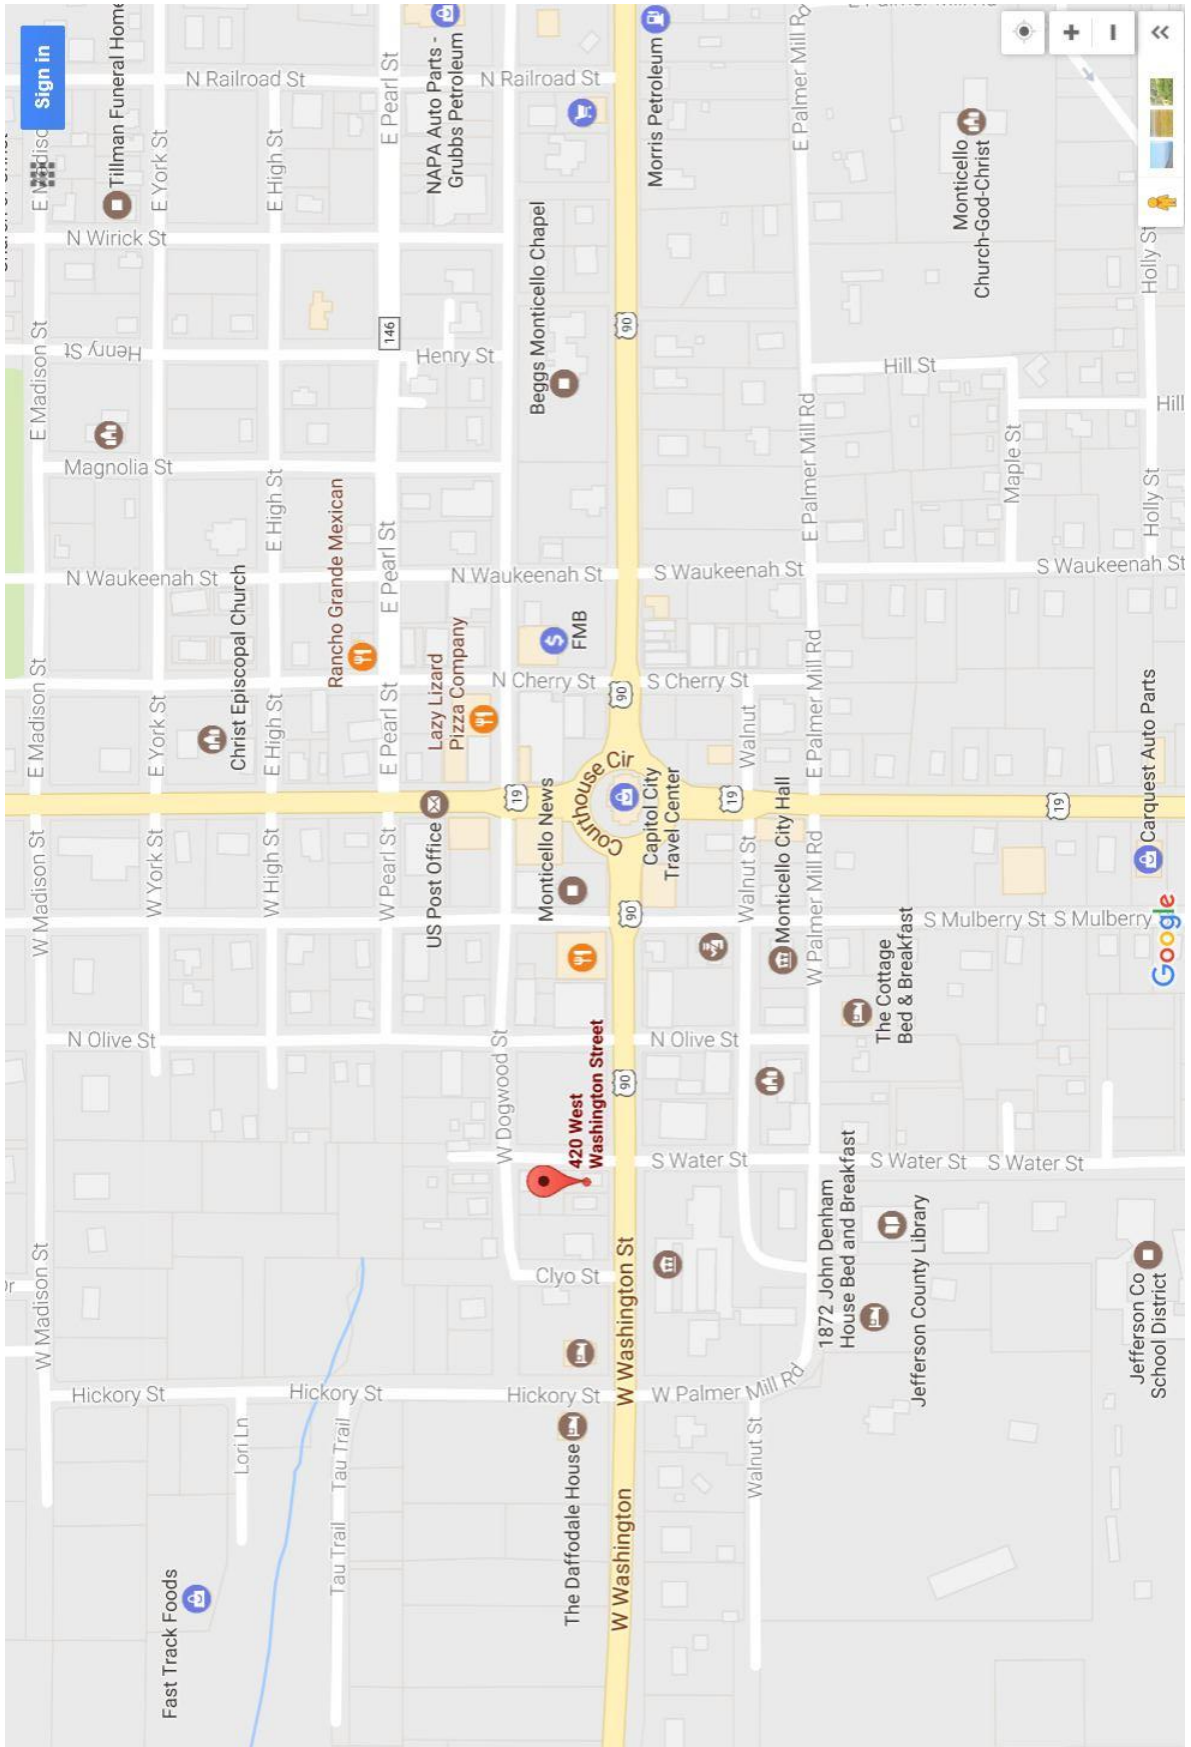 W Madison St
W Madison St
E Madison St
E Madison St
Sign in
Hickory St
N Olive St
N Waukeenah St
Magnolia St
Henry St
N Wirick St
Tillman Funeral Home
Fast Track Foods
W York St
E York St
E York St
Lori Ln
Christ Episcopal Church
W High St
E High St
E High St
E High St
N Railroad St
Tau Trail
Tau Trail
Hickory St
Rancho Grande Mexican
W Pearl St
E Pearl St
E Pearl St
146
E Pearl St
US Post Office
Lazy Lizard
Pizza Company
Henry St
NAPA Auto Parts -
Grubbs Petroleum
W Dogwood St
19
N Cherry St
N Waukeenah St
N Railroad St
The Daffodale House
Hickory St
Clyo St
Monticello News
FMB
Beggs Monticello Chapel
420 West
Washington Street
Courthouse Cir
W Washington
W Washington St
90
90
90
90
Capitol City
Travel Center
Morris Petroleum
W Palmer Mill Rd
S Water St
N Olive St
S Cherry St
S Waukeenah St
Walnut St
Walnut St
19
Walnut
Monticello City Hall
W Palmer Mill Rd
E Palmer Mill Rd
E Palmer Mill Rd
E Palmer Mill Rd
1872 John Denham
House Bed and Breakfast
The Cottage
Bed & Breakfast
S Water St
S Water St
Hill St
Jefferson County Library
S Mulberry St
S Mulberry
Monticello
Church-God-Christ
Maple St
19
S Waukeenah St
Jefferson Co
School District
Carquest Auto Parts
Holly St
Holly St
Hill
Google